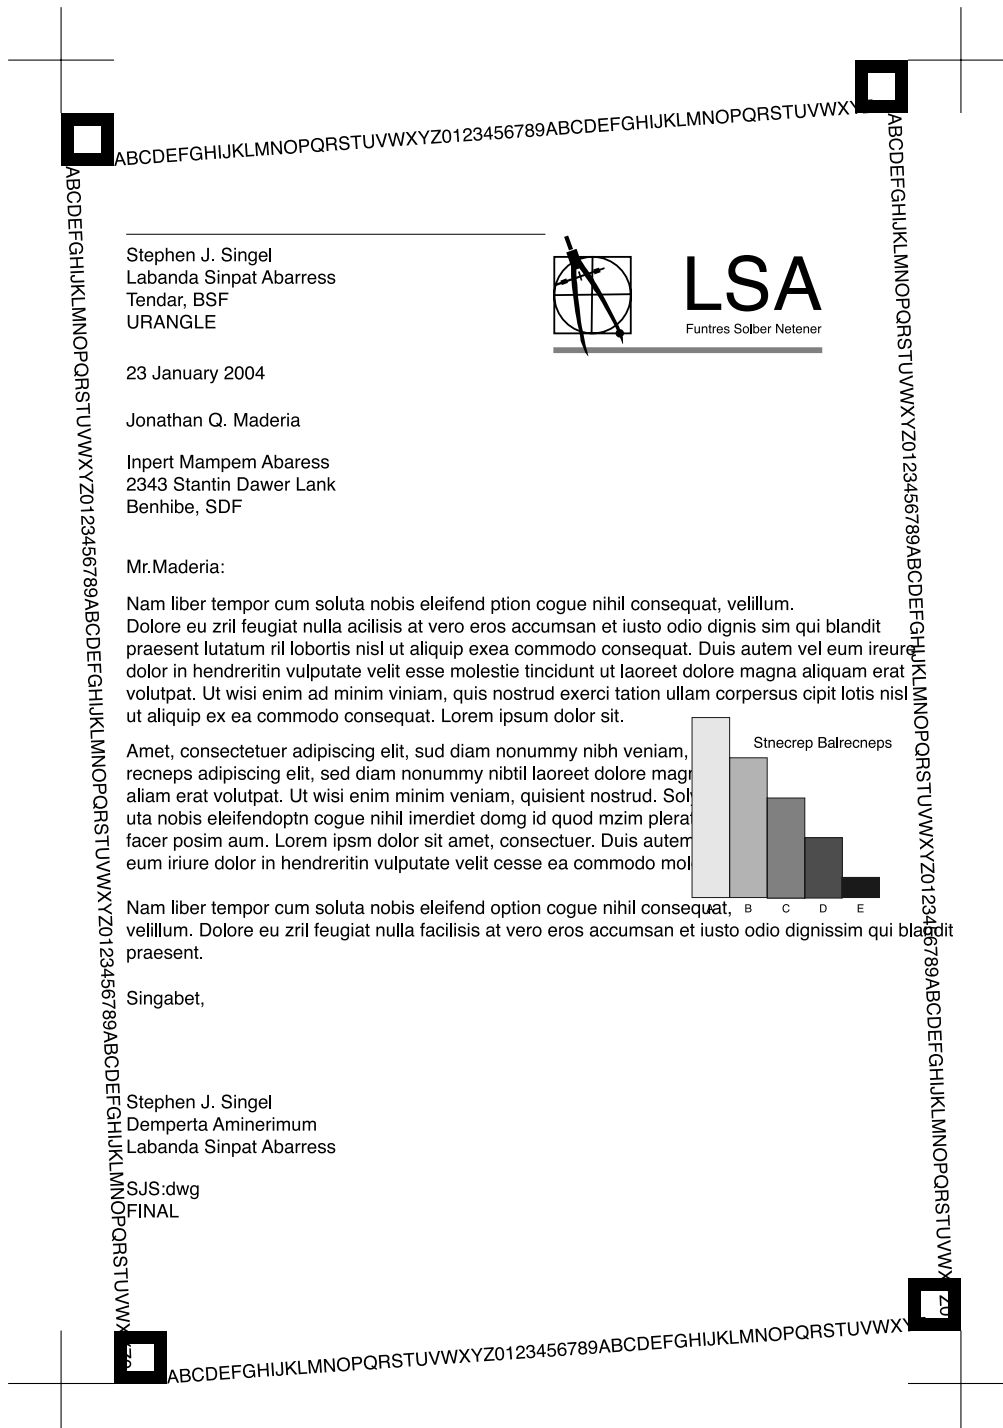 ABCDEFGHIJKLMNOPQRSTUVWXYZ0123456789ABCDEFGHIJKLMNOPQRSTUVWXY
ABCDEFGHIJKLMNOPQRSTUVWXYZ0123456789ABCDEFGHIJKLMNOPQRSTUVWXYZ0123456789ABCDEFGHIJKLMNOPQRSTUVWX
ABCDEFGHIJKLMNOPQRSTUVWXYZ0123456789ABCDEFGHIJKLMNOPQRSTUVWXYZ0123456789ABCDEFGHIJKLMNOPQRSTUVWXYZ0
Stephen J. Singel
Labanda Sinpat Abarress
Tendar, BSF
URANGLE
LSA
Funtres Solber Netener
23 January 2004
Jonathan Q. Maderia
Inpert Mampem Abaress
2343 Stantin Dawer Lank
Benhibe, SDF
Mr.Maderia:
Nam liber tempor cum soluta nobis eleifend ption cogue nihil consequat, velillum.
Dolore eu zril feugiat nulla acilisis at vero eros accumsan et iusto odio dignis sim qui blandit
praesent lutatum ril lobortis nisl ut aliquip exea commodo consequat. Duis autem vel eum ireure
dolor in hendreritin vulputate velit esse molestie tincidunt ut laoreet dolore magna aliquam erat
volutpat. Ut wisi enim ad minim viniam, quis nostrud exerci tation ullam corpersus cipit lotis nisl
ut aliquip ex ea commodo consequat. Lorem ipsum dolor sit.
Amet, consectetuer adipiscing elit, sud diam nonummy nibh veniam,
recneps adipiscing elit, sed diam nonummy nibtil laoreet dolore
aliam erat volutpat. Ut wisi enim minim veniam, quisient nostrud.
uta nobis eleifendoptn cogue nihil imerdiet domg id quod mzim
facer posim aum. Lorem ipsm dolor sit amet, consectuer. Duis autem
eum iriure dolor in hendreritin vulputate velit cesse ea commodo
Stnecrep Balrecneps
A B C D E
Nam liber tempor cum soluta nobis eleifend option cogue nihil consequat,
velillum. Dolore eu zril feugiat nulla facilisis at vero eros accumsan et iusto odio dignissim qui blandit
praesent.
Singabet,
Stephen J. Singel
Demperta Aminerimum
Labanda Sinpat Abarress
SJS:dwg
FINAL
ABCDEFGHIJKLMNOPQRSTUVWXYZ0123456789ABCDEFGHIJKLMNOPQRSTUVWXY